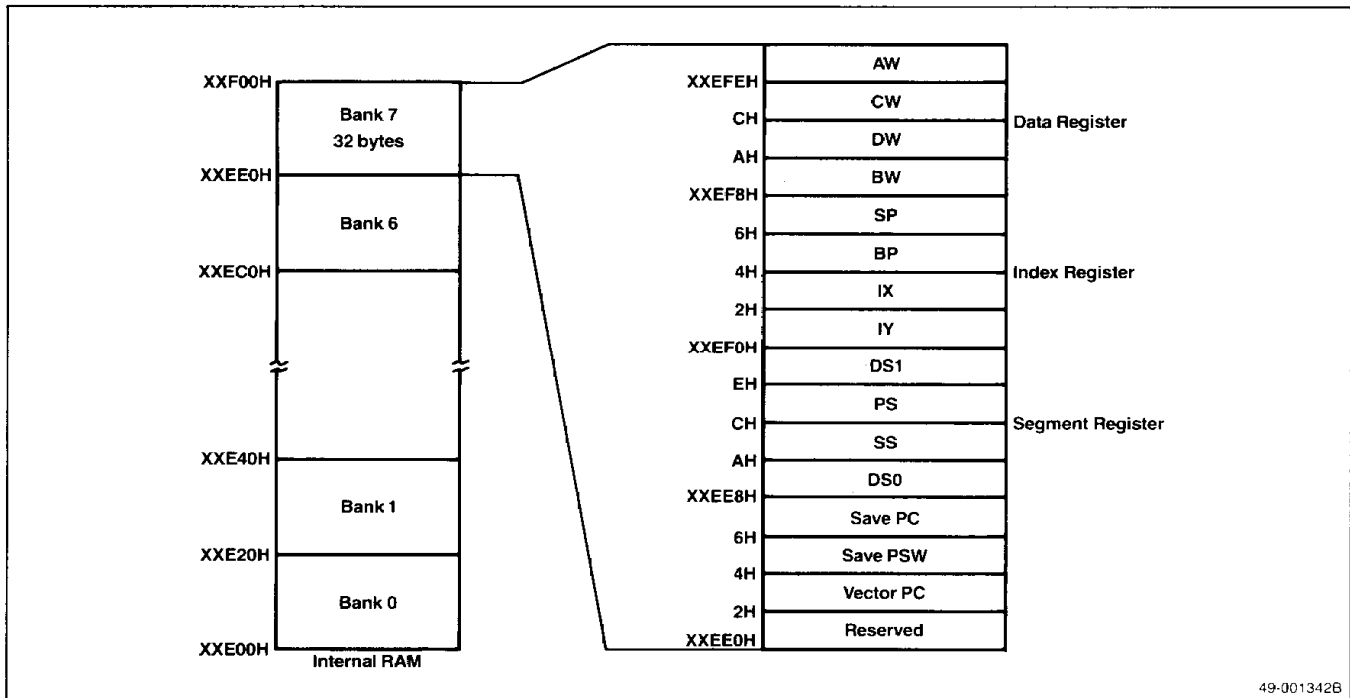 XXF00H
Bank 7
32 bytes
XXEE0H
Bank 6
XXEC0H
XXE40H
Bank 1
XXE20H
Bank 0
XXE00H
Internal RAM
AW
XXEFEH
CW
CH
Data Register
DW
AH
BW
XXEF8H
SP
6H
BP
4H
Index Register
IX
2H
IY
XXEF0H
DS1
EH
PS
CH
Segment Register
SS
AH
DS0
XXEE8H
Save PC
6H
Save PSW
4H
Vector PC
2H
Reserved
XXEE0H
49-001342B